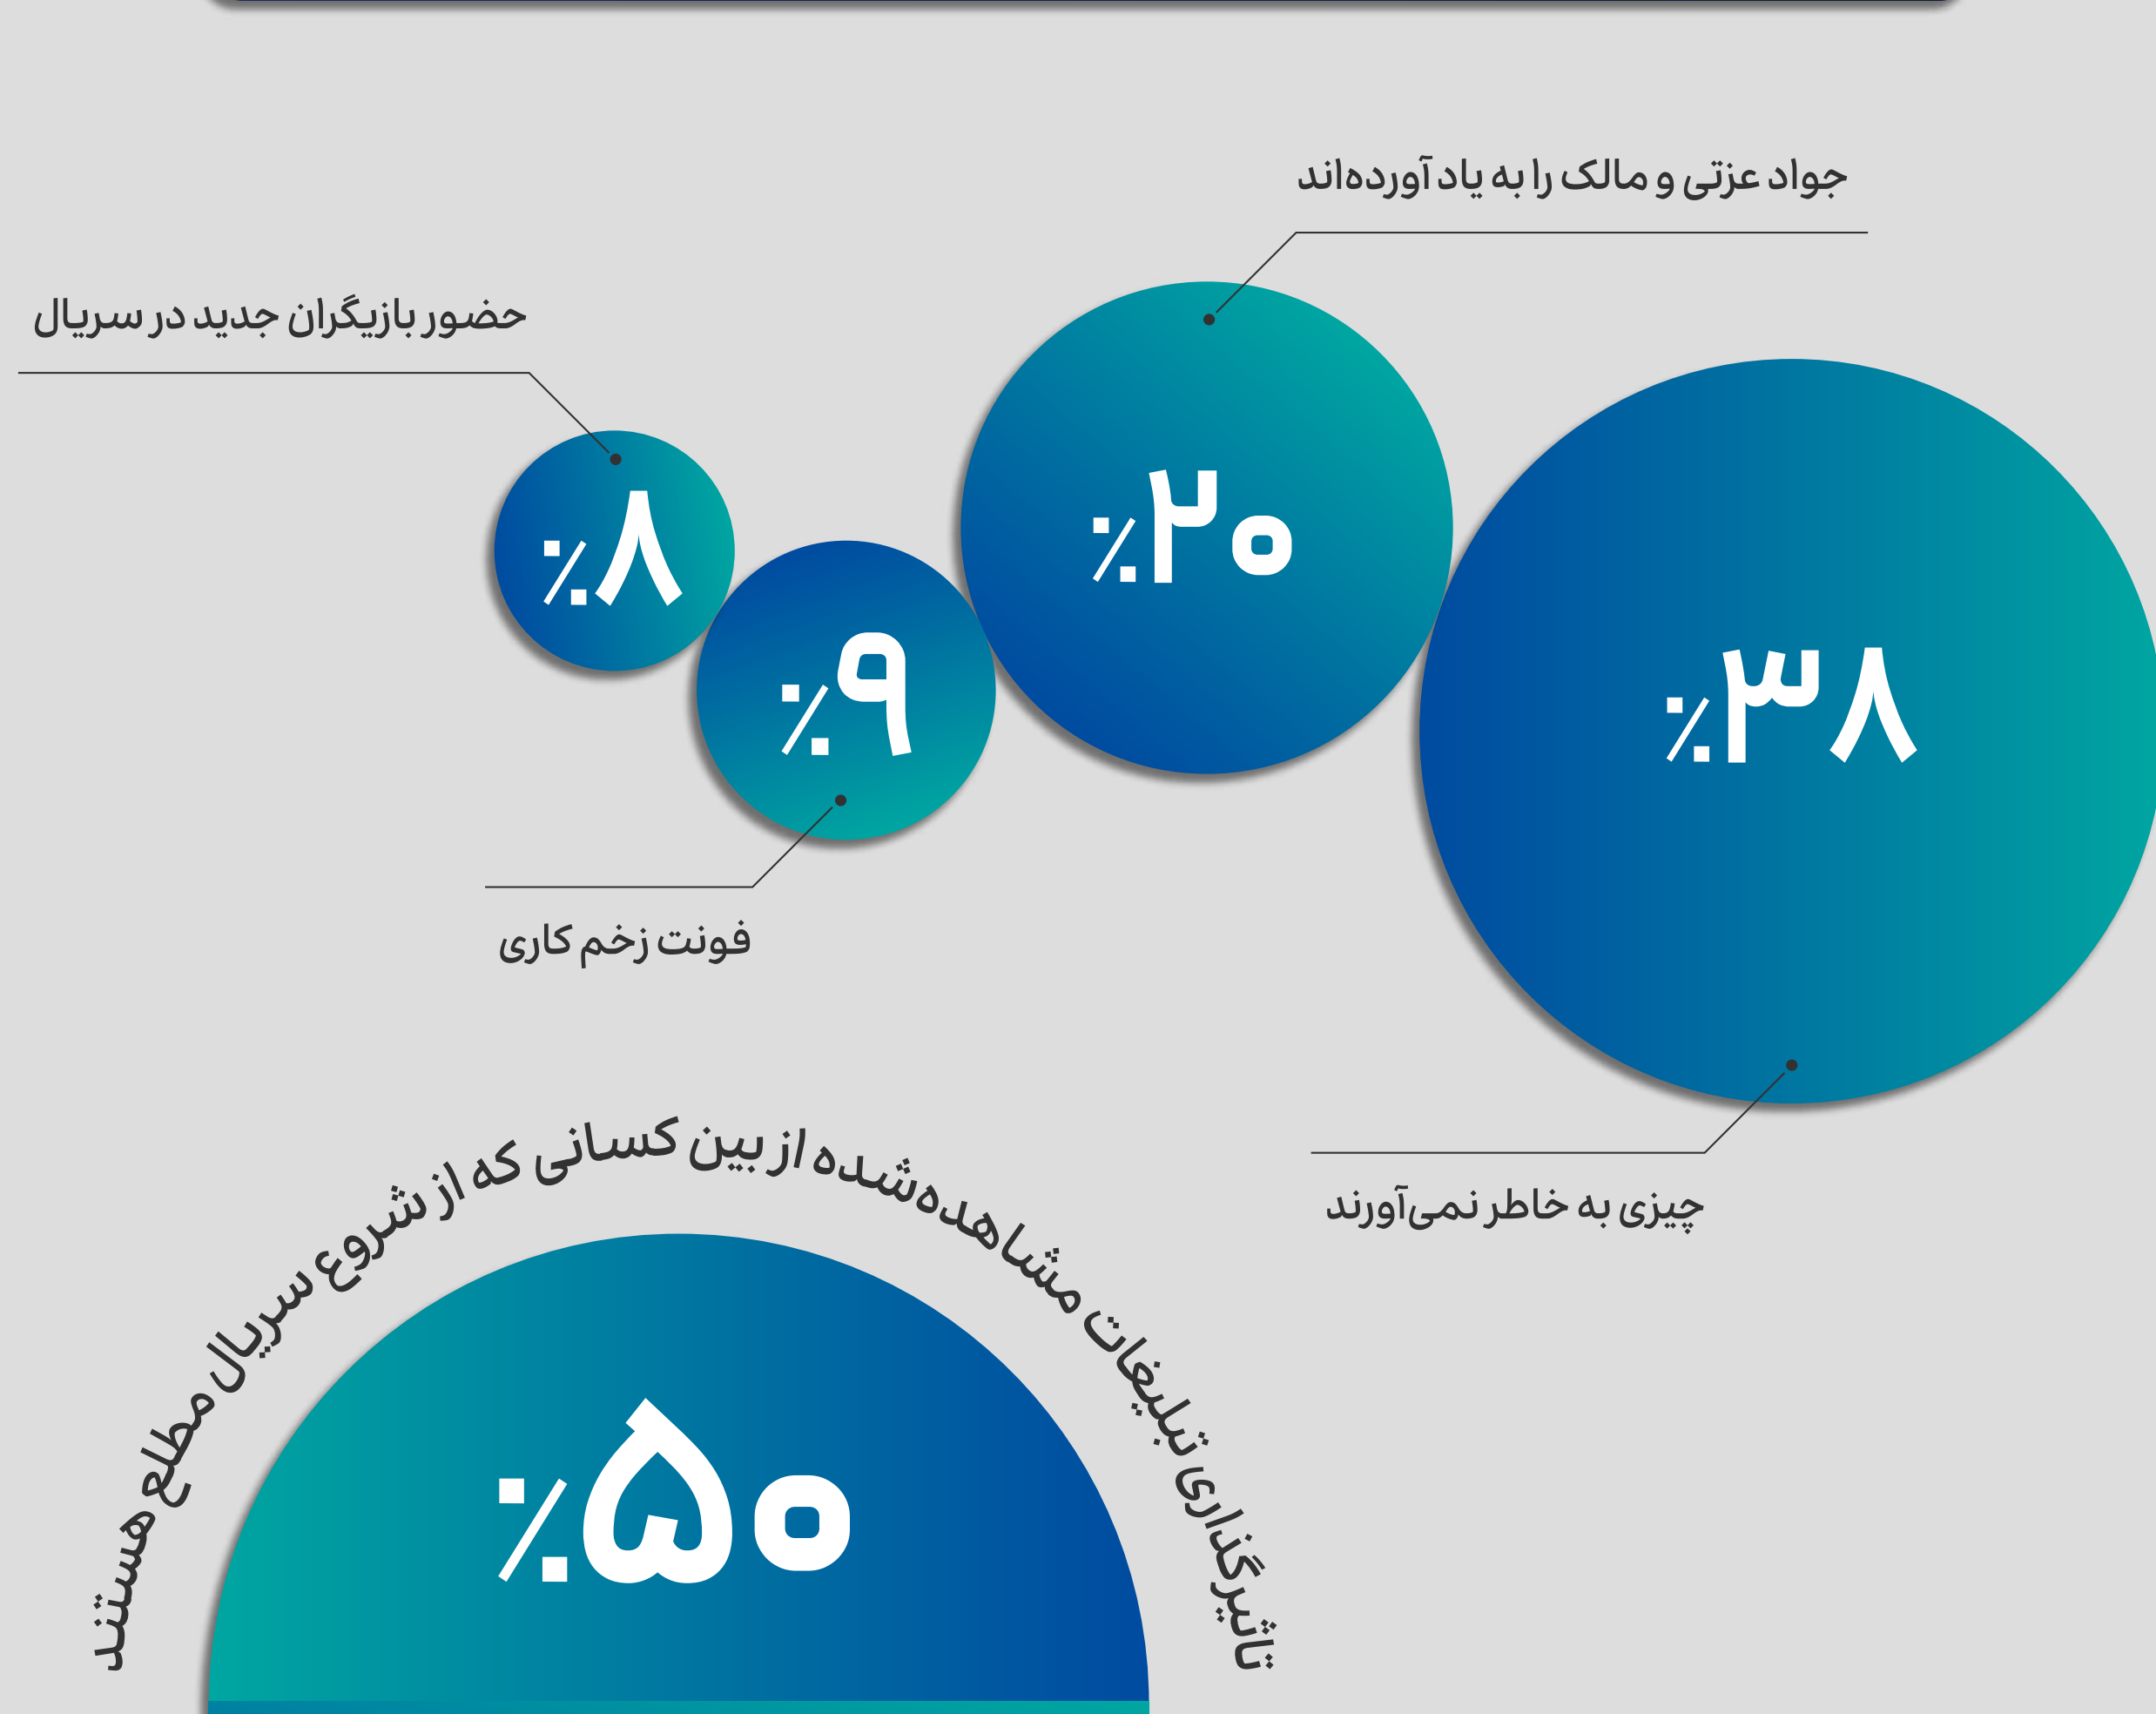 جواد عزتی و مالک را به یاد آورده‌اند
حضور بازیگران جدید در سریال
٪۸
٪۲۰
٪۹
٪۳۸
فونت زخم‌کاری
چیزی به خاطر نمی‌آورند
تاثیرگذاری تبلیغات مشاهده‌شده از بین کسانی که از شروع سریال مطلع هستند
٪۵۰